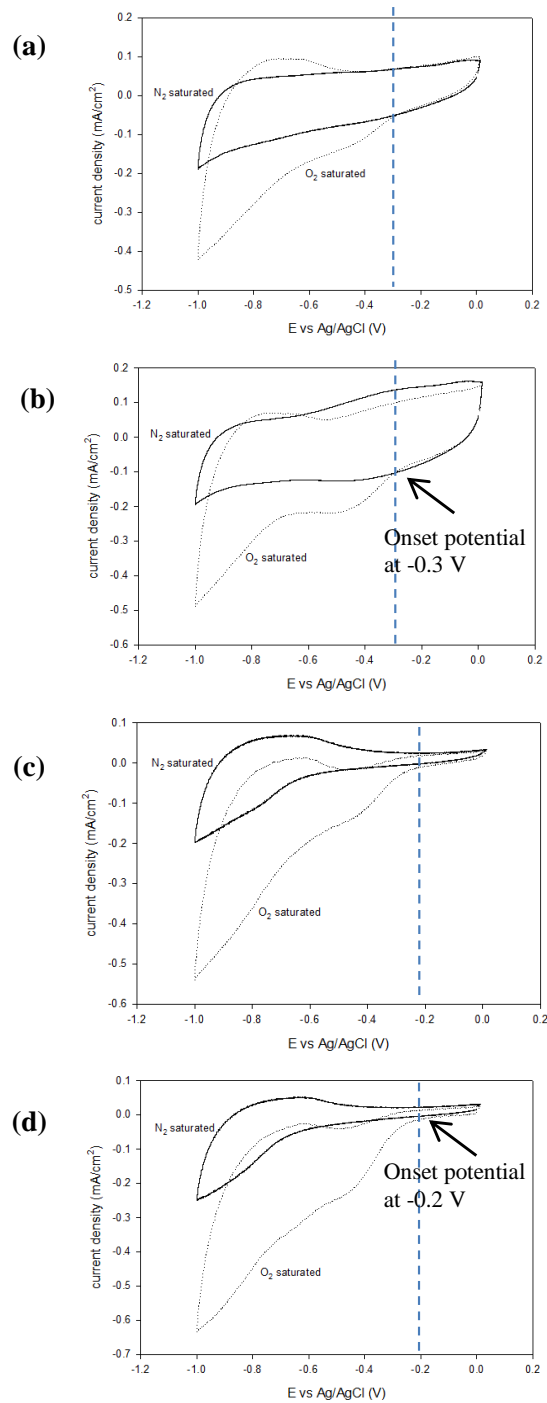 (a)
0.2
0.1
0.0
-0.1
-0.2
-0.3
-0.4
-0.5
current density (mA/cm²)
N₂ saturated
O₂ saturated
-1.2 -1.0 -0.8 -0.6 -0.4 -0.2 0.0
E vs Ag/AgCl (V)
(b)
0.2
0.1
0.0
-0.1
-0.2
-0.3
-0.4
-0.5
-0.6
current density (mA/cm²)
N₂ saturated
O₂ saturated
Onset potential
at -0.3 V
-1.2 -1.0 -0.8 -0.6 -0.4 -0.2 0.0
E vs Ag/AgCl (V)
(c)
0.1
0.0
-0.1
-0.2
-0.3
-0.4
-0.5
-0.6
current density (mA/cm²)
N₂ saturated
O₂ saturated
-1.2 -1.0 -0.8 -0.6 -0.4 -0.2 0.0
E vs Ag/AgCl (V)
(d)
0.1
0.0
-0.1
-0.2
-0.3
-0.4
-0.5
-0.6
-0.7
current density (mA/cm²)
N₂ saturated
O₂ saturated
Onset potential
at -0.2 V
-1.2 -1.0 -0.8 -0.6 -0.4 -0.2 0.0
E vs Ag/AgCl (V)